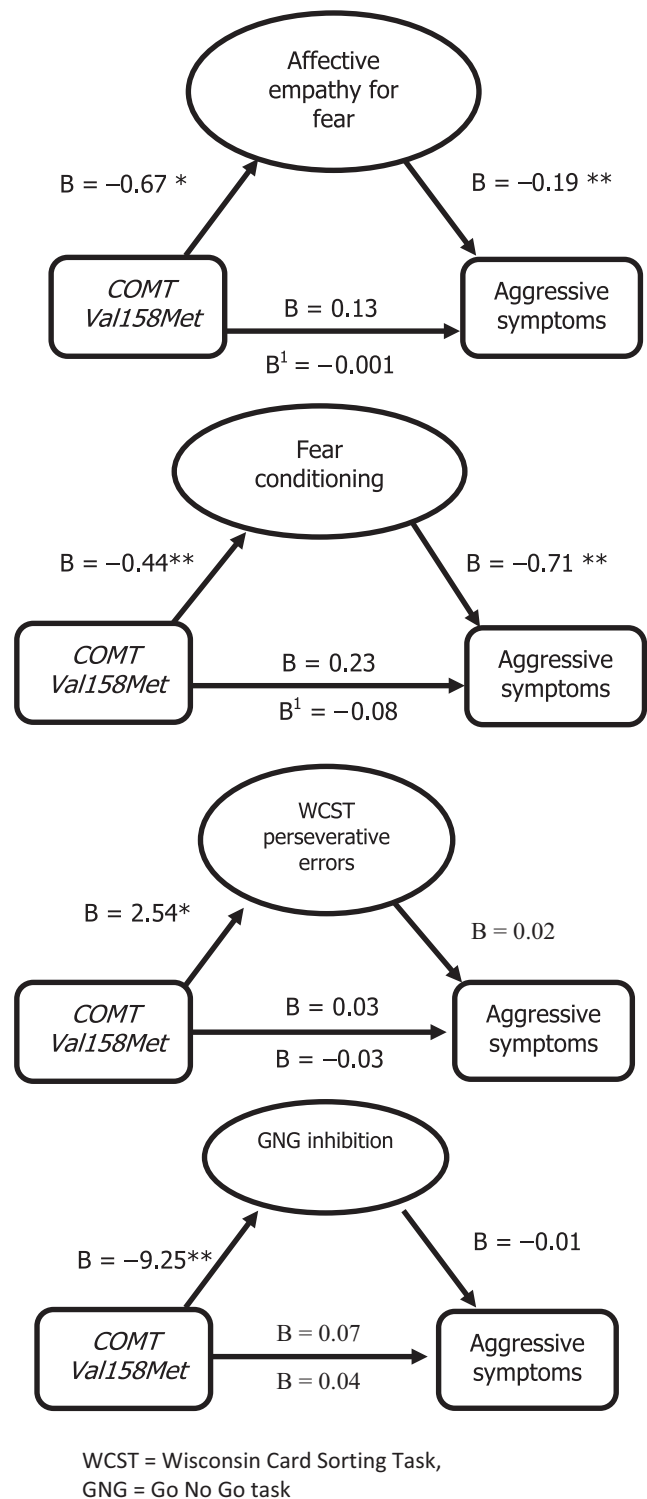 Affective
empathy for
fear
B = –0.67 *
B = –0.19 **
COMT
Val158Met
B = 0.13
B¹ = –0.001
Aggressive
symptoms
Fear
conditioning
B = –0.44**
B = –0.71 **
COMT
Val158Met
B = 0.23
B¹ = –0.08
Aggressive
symptoms
WCST
perseverative
errors
B = 2.54*
B = 0.02
COMT
Val158Met
B = 0.03
B = –0.03
Aggressive
symptoms
GNG inhibition
B = –9.25**
B = –0.01
COMT
Val158Met
B = 0.07
B = 0.04
Aggressive
symptoms
WCST = Wisconsin Card Sorting Task,
GNG = Go No Go task